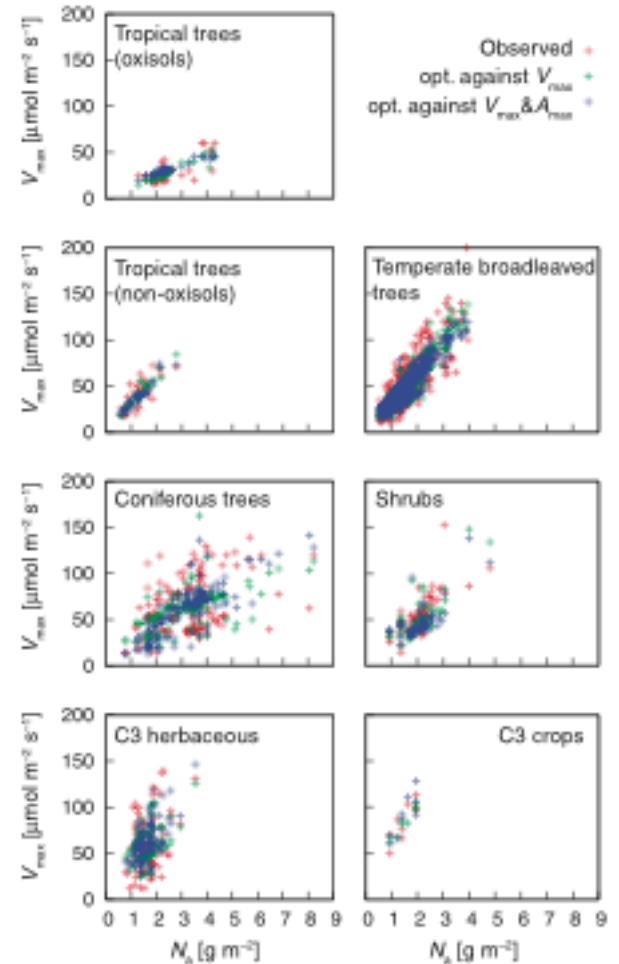 200
Tropical trees
(oxisols)
150
100
50
0
Vmax [μmol m⁻² s⁻¹]
Observed
opt. against Vmax
opt. against Vmax&Amax
200
Tropical trees
(non-oxisols)
150
100
50
0
Vmax [μmol m⁻² s⁻¹]
Temperate broadleaved
trees
200
Coniferous trees
150
100
50
0
Vmax [μmol m⁻² s⁻¹]
Shrubs
200
C3 herbaceous
150
100
50
0
Vmax [μmol m⁻² s⁻¹]
C3 crops
0 1 2 3 4 5 6 7 8 9
0 1 2 3 4 5 6 7 8 9
Na [g m⁻²]
Na [g m⁻²]